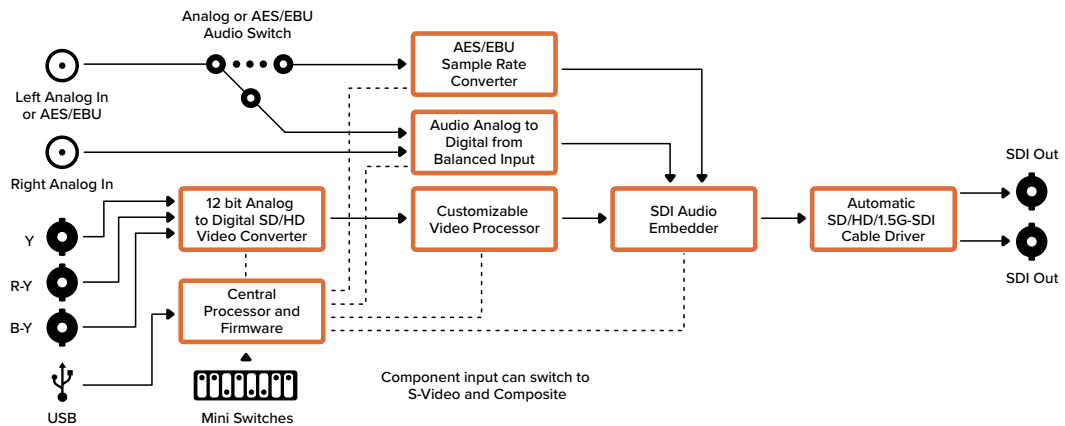 Analog or AES/EBU
Audio Switch
Left Analog In
or AES/EBU
Right Analog In
AES/EBU
Sample Rate
Converter
Audio Analog to
Digital from
Balanced Input
SDI Out
Y
12 bit Analog
to Digital SD/HD
Video Converter
Customizable
Video Processor
SDI Audio
Embedder
Automatic
SD/HD/1.5G-SDI
Cable Driver
SDI Out
R-Y
B-Y
Central
Processor and
Firmware
USB
Mini Switches
Component input can switch to
S-Video and Composite